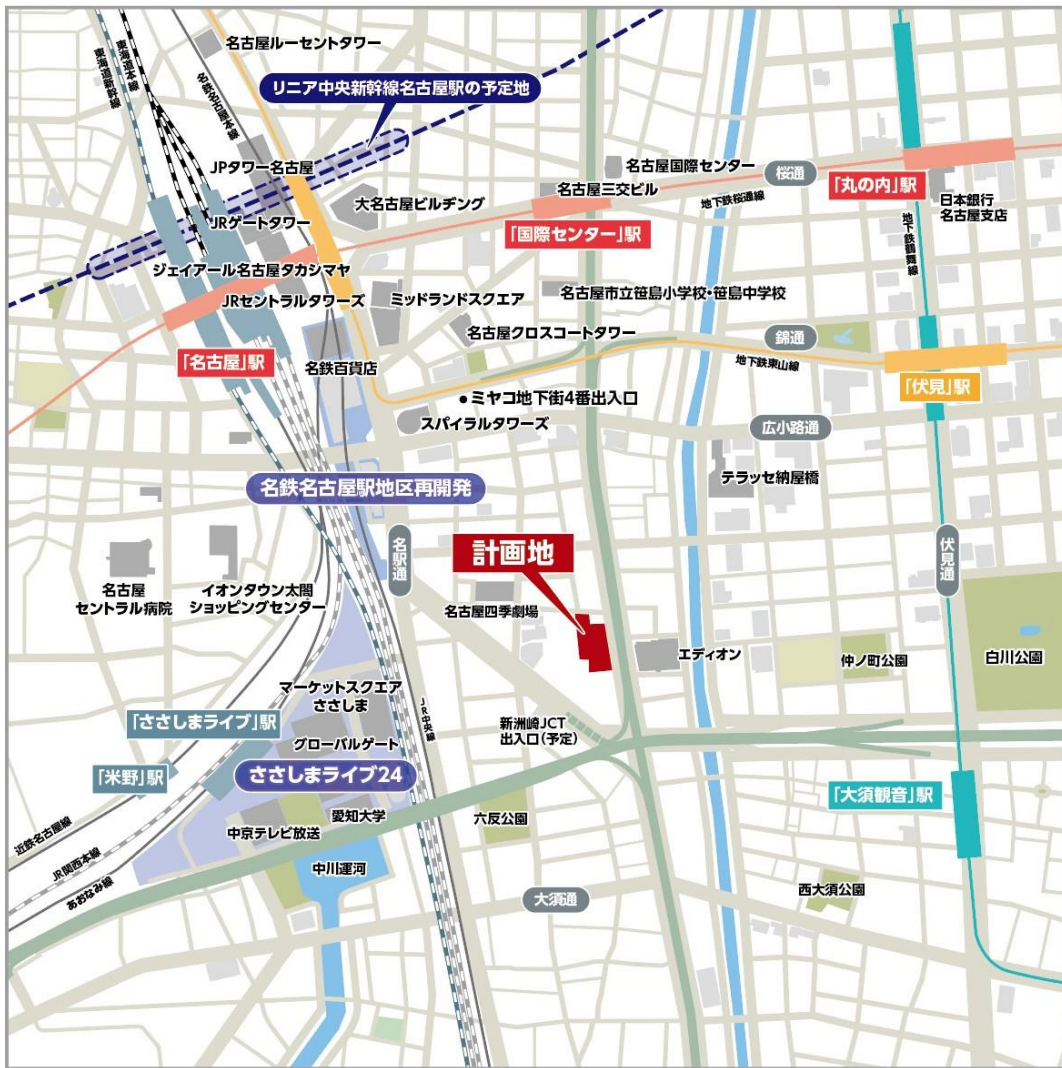 名古屋ルーセントタワー
東海道新幹線
東海道本線
名鉄名古屋本線
リニア中央新幹線名古屋駅の予定地
JPタワー名古屋
大名古屋ビルヂング
名古屋国際センター
名古屋三交ビル
桜通
地下鉄桜通線
「丸の内」駅
日本銀行
名古屋支店
地下鉄鶴舞線
「国際センター」駅
JRゲートタワー
ジェイアール名古屋タカシマヤ
JRセントラルタワーズ
ミッドランドスクエア
名古屋市立笹島小学校・笹島中学校
名古屋クロスコートタワー
錦通
地下鉄東山線
「名古屋」駅
名鉄百貨店
「伏見」駅
ミヤコ地下街4番出入口
スパイラルタワーズ
広小路通
テラッセ納屋橋
名鉄名古屋駅地区再開発
名駅通
計画地
伏見通
名古屋
セントラル病院
イオンタウン太閤
ショッピングセンター
名古屋四季劇場
エディオン
仲ノ町公園
白川公園
マーケットスクエア
ささしま
JR中央線
「ささしまライブ」駅
グローバルゲート
新洲崎JCT
出入口(予定)
「米野」駅
ささしまライブ24
「大須観音」駅
近鉄名古屋線
JR関西本線
あおなみ線
中京テレビ放送
愛知大学
六反公園
中川運河
大須通
西大須公園